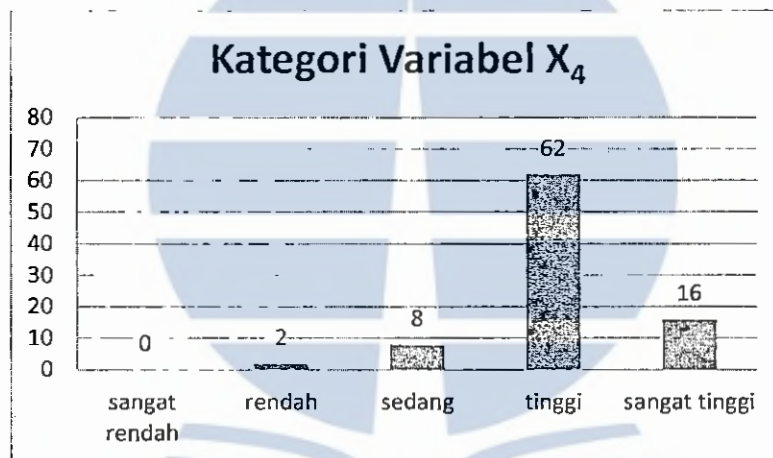 Kategori Variabel X₄
80
70
60
50
40
30
20
10
0
0
2
8
62
16
sangat rendah
rendah
sedang
tinggi
sangat tinggi